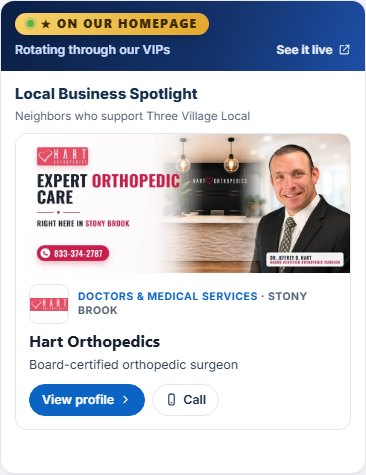 ★ ON OUR HOMEPAGE
Rotating through our VIPs
See it live
Local Business Spotlight
Neighbors who support Three Village Local
HART
ORTHOPEDICS
HART ORTHOPEDICS
EXPERT ORTHOPEDIC
CARE
RIGHT HERE IN STONY BROOK
833-374-2787
DR. JEFFREY D. HART
BOARD-CERTIFIED ORTHOPEDIC SURGEON
HART
DOCTORS & MEDICAL SERVICES · STONY
BROOK
Hart Orthopedics
Board-certified orthopedic surgeon
View profile
Call